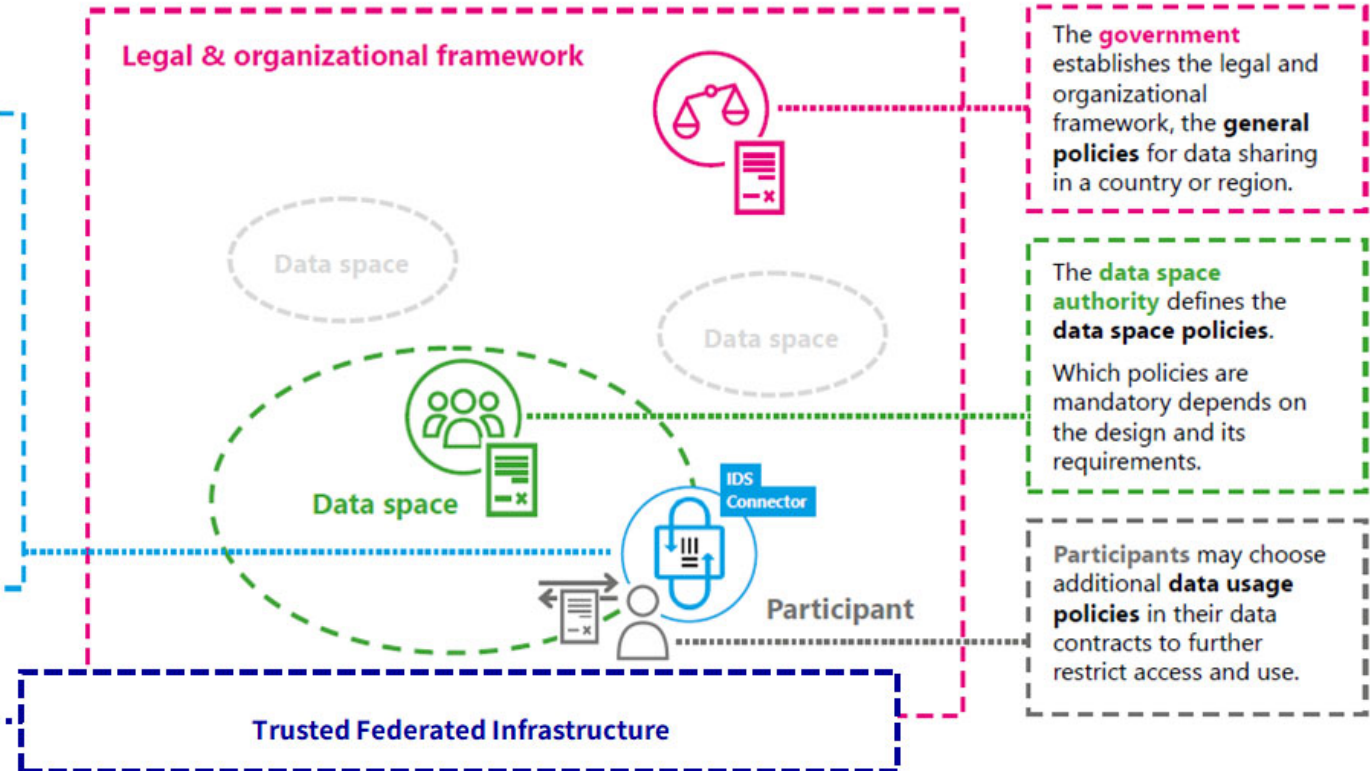 Legal & organizational framework
The government
establishes the legal and
organizational
framework, the general
policies for data sharing
in a country or region.
Data space
Data space
The data space
authority defines the
data space policies.
Which policies are
mandatory depends on
the design and its
requirements.
Data space
IDS
Connector
Participant
Participants may choose
additional data usage
policies in their data
contracts to further
restrict access and use.
Trusted Federated Infrastructure